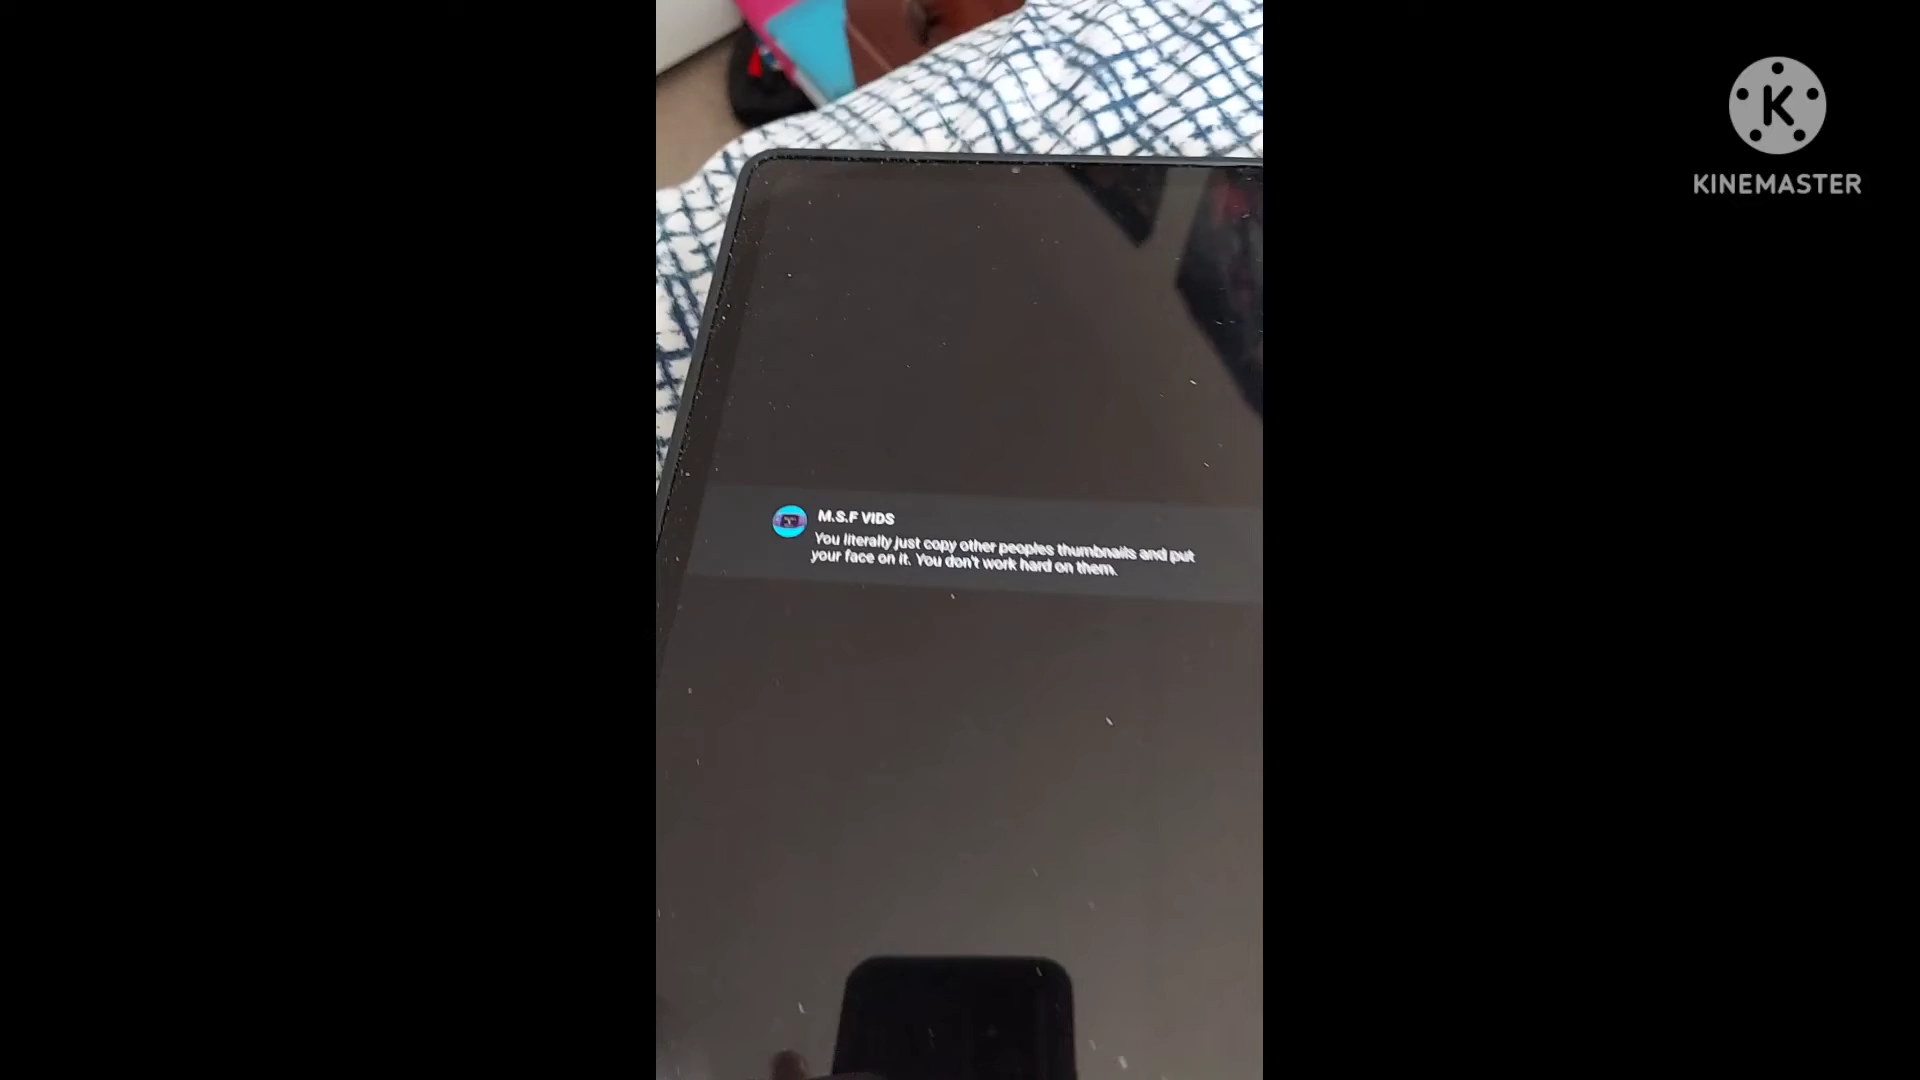 K
KINEMASTER
M.S.F VIDS
You literally just copy other peoples thumbnails and put
your face on it. You don't work hard on them.